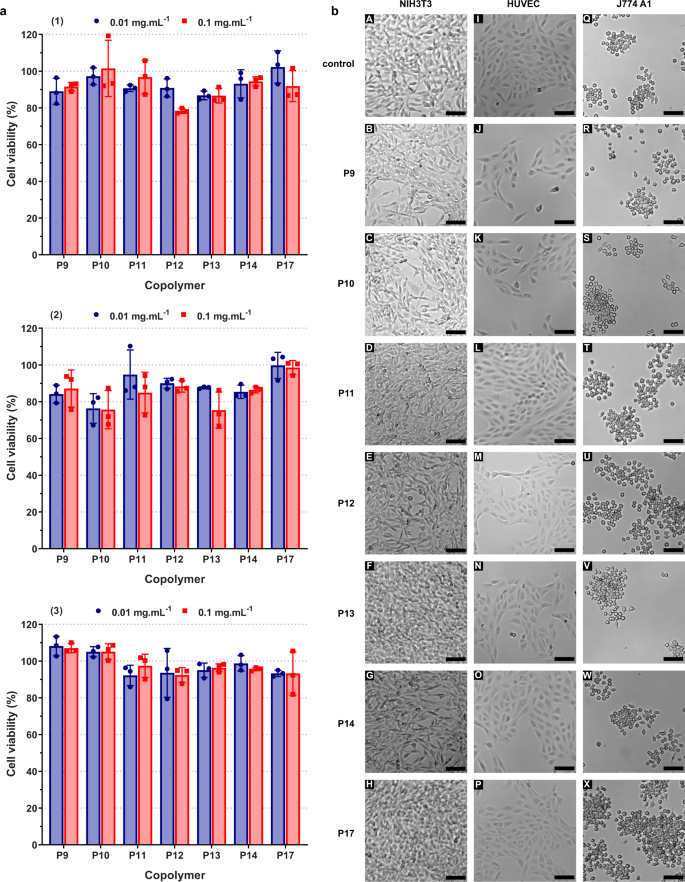 a
(1) 0.01 mg.mL-1 0.1 mg.mL-1
120
100
80
60
40
20
0
Cell viability (%)
P9 P10 P11 P12 P13 P14 P17
Copolymer
(2) 0.01 mg.mL-1 0.1 mg.mL-1
120
100
80
60
40
20
0
Cell viability (%)
P9 P10 P11 P12 P13 P14 P17
Copolymer
(3) 0.01 mg.mL-1 0.1 mg.mL-1
120
100
80
60
40
20
0
Cell viability (%)
P9 P10 P11 P12 P13 P14 P17
Copolymer
b
NIH3T3 HUVEC J774 A1
control A I Q
P9 B J R
P10 C K S
P11 D L T
P12 E M U
P13 F N V
P14 G O W
P17 H P X